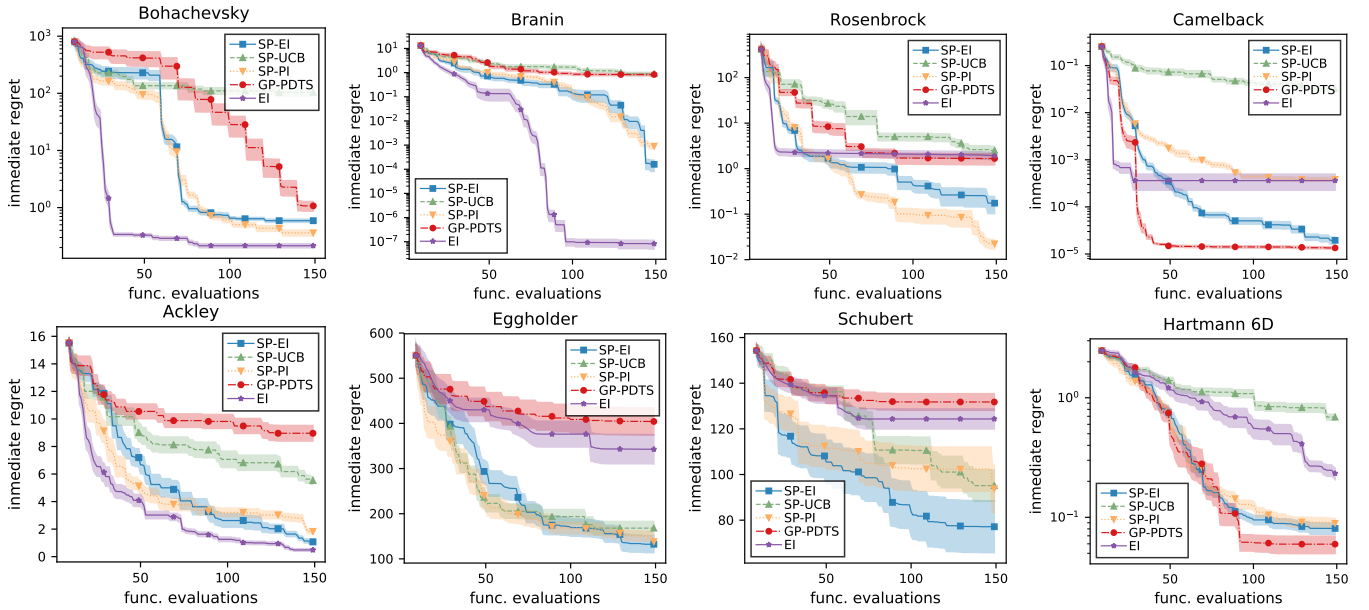 Bohachevsky
inmediate regret
10³
10²
10¹
10⁰
SP-EI
SP-UCB
SP-PI
GP-PDTS
EI
50
100
150
func. evaluations
Branin
inmediate regret
10¹
10⁰
10⁻¹
10⁻²
10⁻³
10⁻⁴
10⁻⁵
10⁻⁶
10⁻⁷
SP-EI
SP-UCB
SP-PI
GP-PDTS
EI
50
100
150
func. evaluations
Rosenbrock
inmediate regret
10²
10¹
10⁰
10⁻¹
10⁻²
SP-EI
SP-UCB
SP-PI
GP-PDTS
EI
50
100
150
func. evaluations
Camelback
inmediate regret
10⁻¹
10⁻²
10⁻³
10⁻⁴
10⁻⁵
SP-EI
SP-UCB
SP-PI
GP-PDTS
EI
50
100
150
func. evaluations
Ackley
inmediate regret
16
14
12
10
8
6
4
2
0
SP-EI
SP-UCB
SP-PI
GP-PDTS
EI
50
100
150
func. evaluations
Eggholder
inmediate regret
600
500
400
300
200
100
SP-EI
SP-UCB
SP-PI
GP-PDTS
EI
50
100
150
func. evaluations
Schubert
inmediate regret
160
140
120
100
80
SP-EI
SP-UCB
SP-PI
GP-PDTS
EI
50
100
150
func. evaluations
Hartmann 6D
inmediate regret
10⁰
10⁻¹
SP-EI
SP-UCB
SP-PI
GP-PDTS
EI
50
100
150
func. evaluations